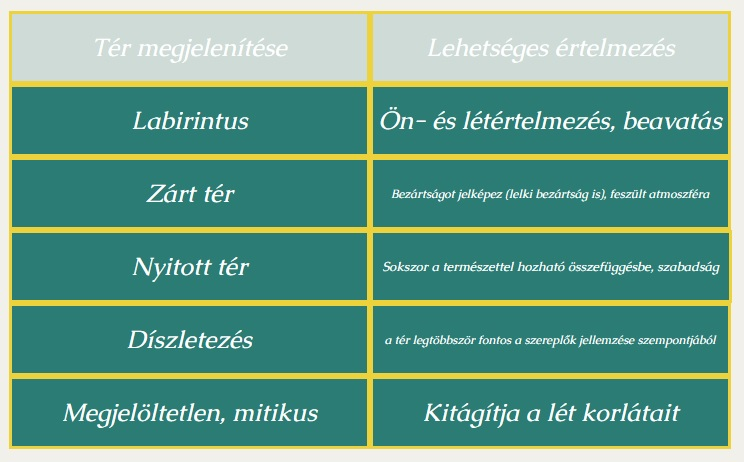 Tér megjelenítése
Lehetséges értelmezés
Labirintus
Ön- és létértelmezés, beavatás
Zárt tér
Bezártságot jelképez (lelki bezártság is), feszült atmoszféra
Nyitott tér
Sokszor a természettel hozható összefüggésbe, szabadság
Díszletezés
a tér legtöbbször fontos a szereplők jellemzése szempontjából
Megjelöltetlen, mitikus
Kitágítja a lét korlátait